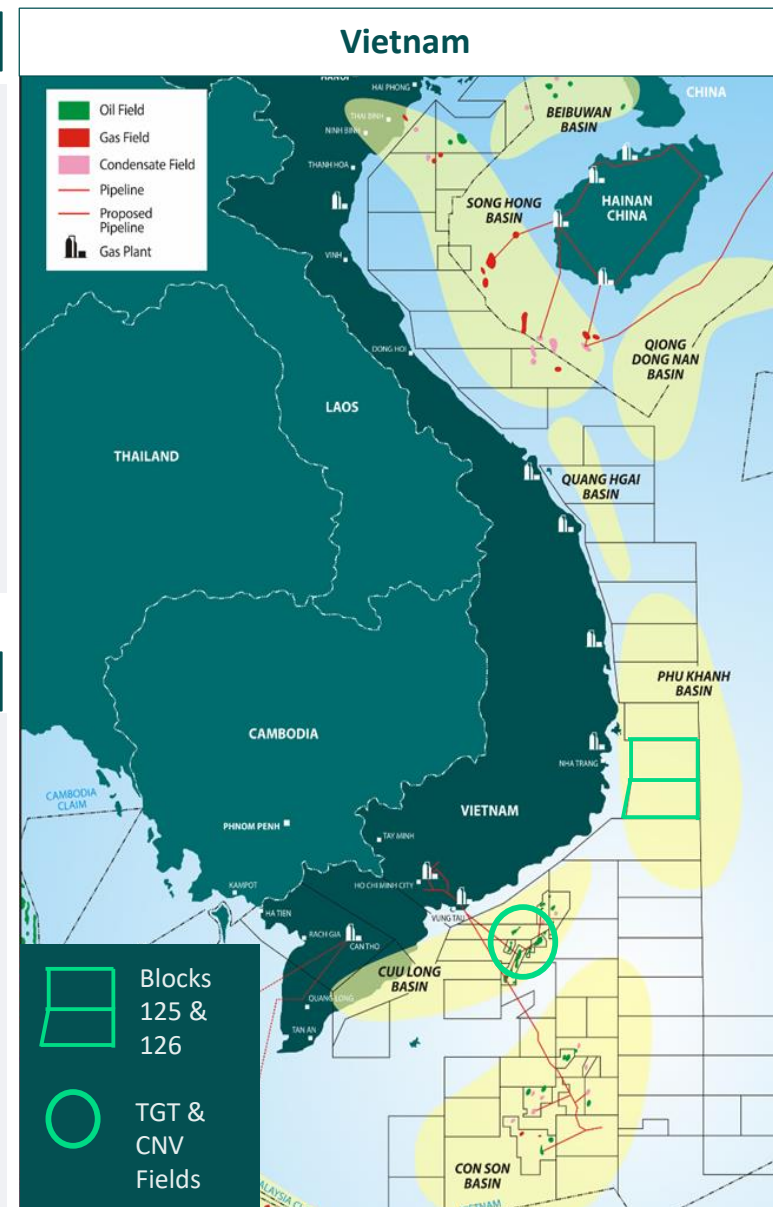 Vietnam
HANOI
HAI PHONG
CHINA
Oil Field
Gas Field
Condensate Field
Pipeline
Proposed
Pipeline
Gas Plant
THAI BINH
NINH BINH
THANH HOA
VINH
DONG HOI
BEIBUWAN
BASIN
SONG HONG
BASIN
HAINAN
CHINA
QIONG
DONG NAN
BASIN
LAOS
THAILAND
QUANG HGAI
BASIN
PHU KHANH
BASIN
CAMBODIA
NHA TRANG
CAMBODIA
CLAIM
VIETNAM
PHNOM PENH
TAY MINH
KAMPOT
HO CHI MINH CITY
HA TIEN
VUNG TAU
RACH GIA
CAN THO
CUU LONG
BASIN
QUANG LONG
TAN AN
Blocks
125 &
126
TGT &
CNV
Fields
CON SON
BASIN